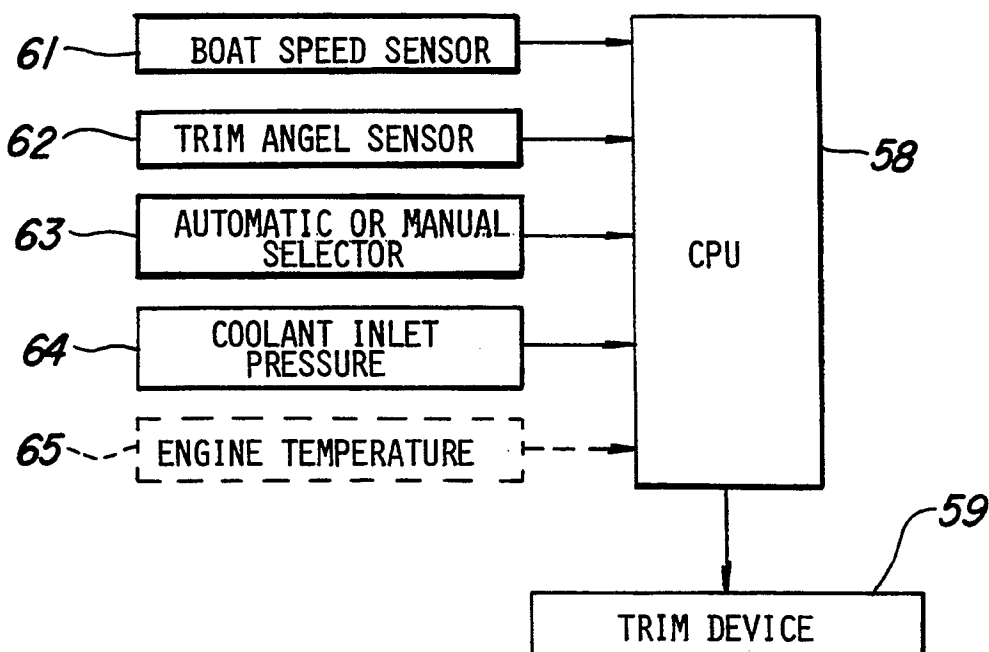 61
BOAT SPEED SENSOR
62
TRIM ANGEL SENSOR
58
63
AUTOMATIC OR MANUAL
SELECTOR
CPU
64
COOLANT INLET
PRESSURE
65
ENGINE TEMPERATURE
59
TRIM DEVICE